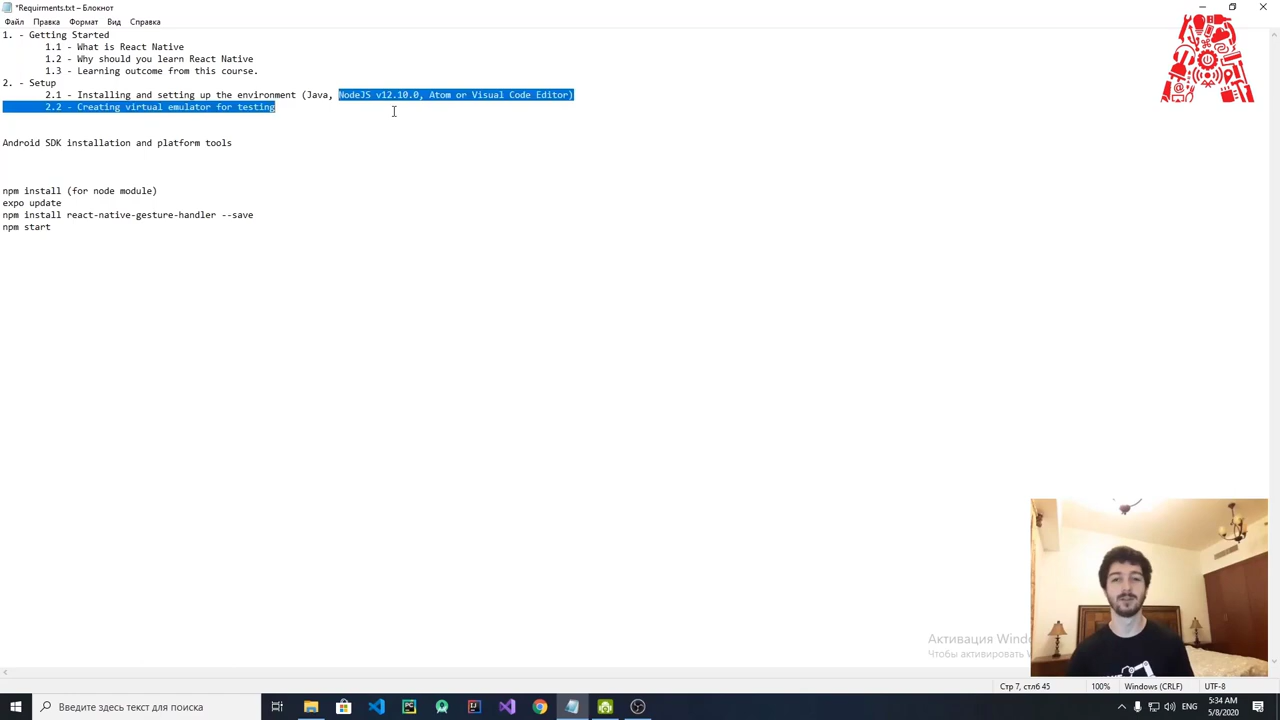 *Requirments.txt – Блокнот
Файл Правка Формат Вид Справка
1. - Getting Started
1.1 - What is React Native
1.2 - Why should you learn React Native
1.3 - Learning outcome from this course.
2. - Setup
2.1 - Installing and setting up the environment (Java, NodeJS v12.10.0, Atom or Visual Code Editor)
2.2 - Creating virtual emulator for testing
Android SDK installation and platform tools
npm install (for node module)
expo update
npm install react-native-gesture-handler --save
npm start
Активация Windo
Чтобы активировать
Стр 7, стлб 45 100% Windows (CRLF) UTF-8
Введите здесь текст для поиска
ENG
5:34 AM
5/8/2020